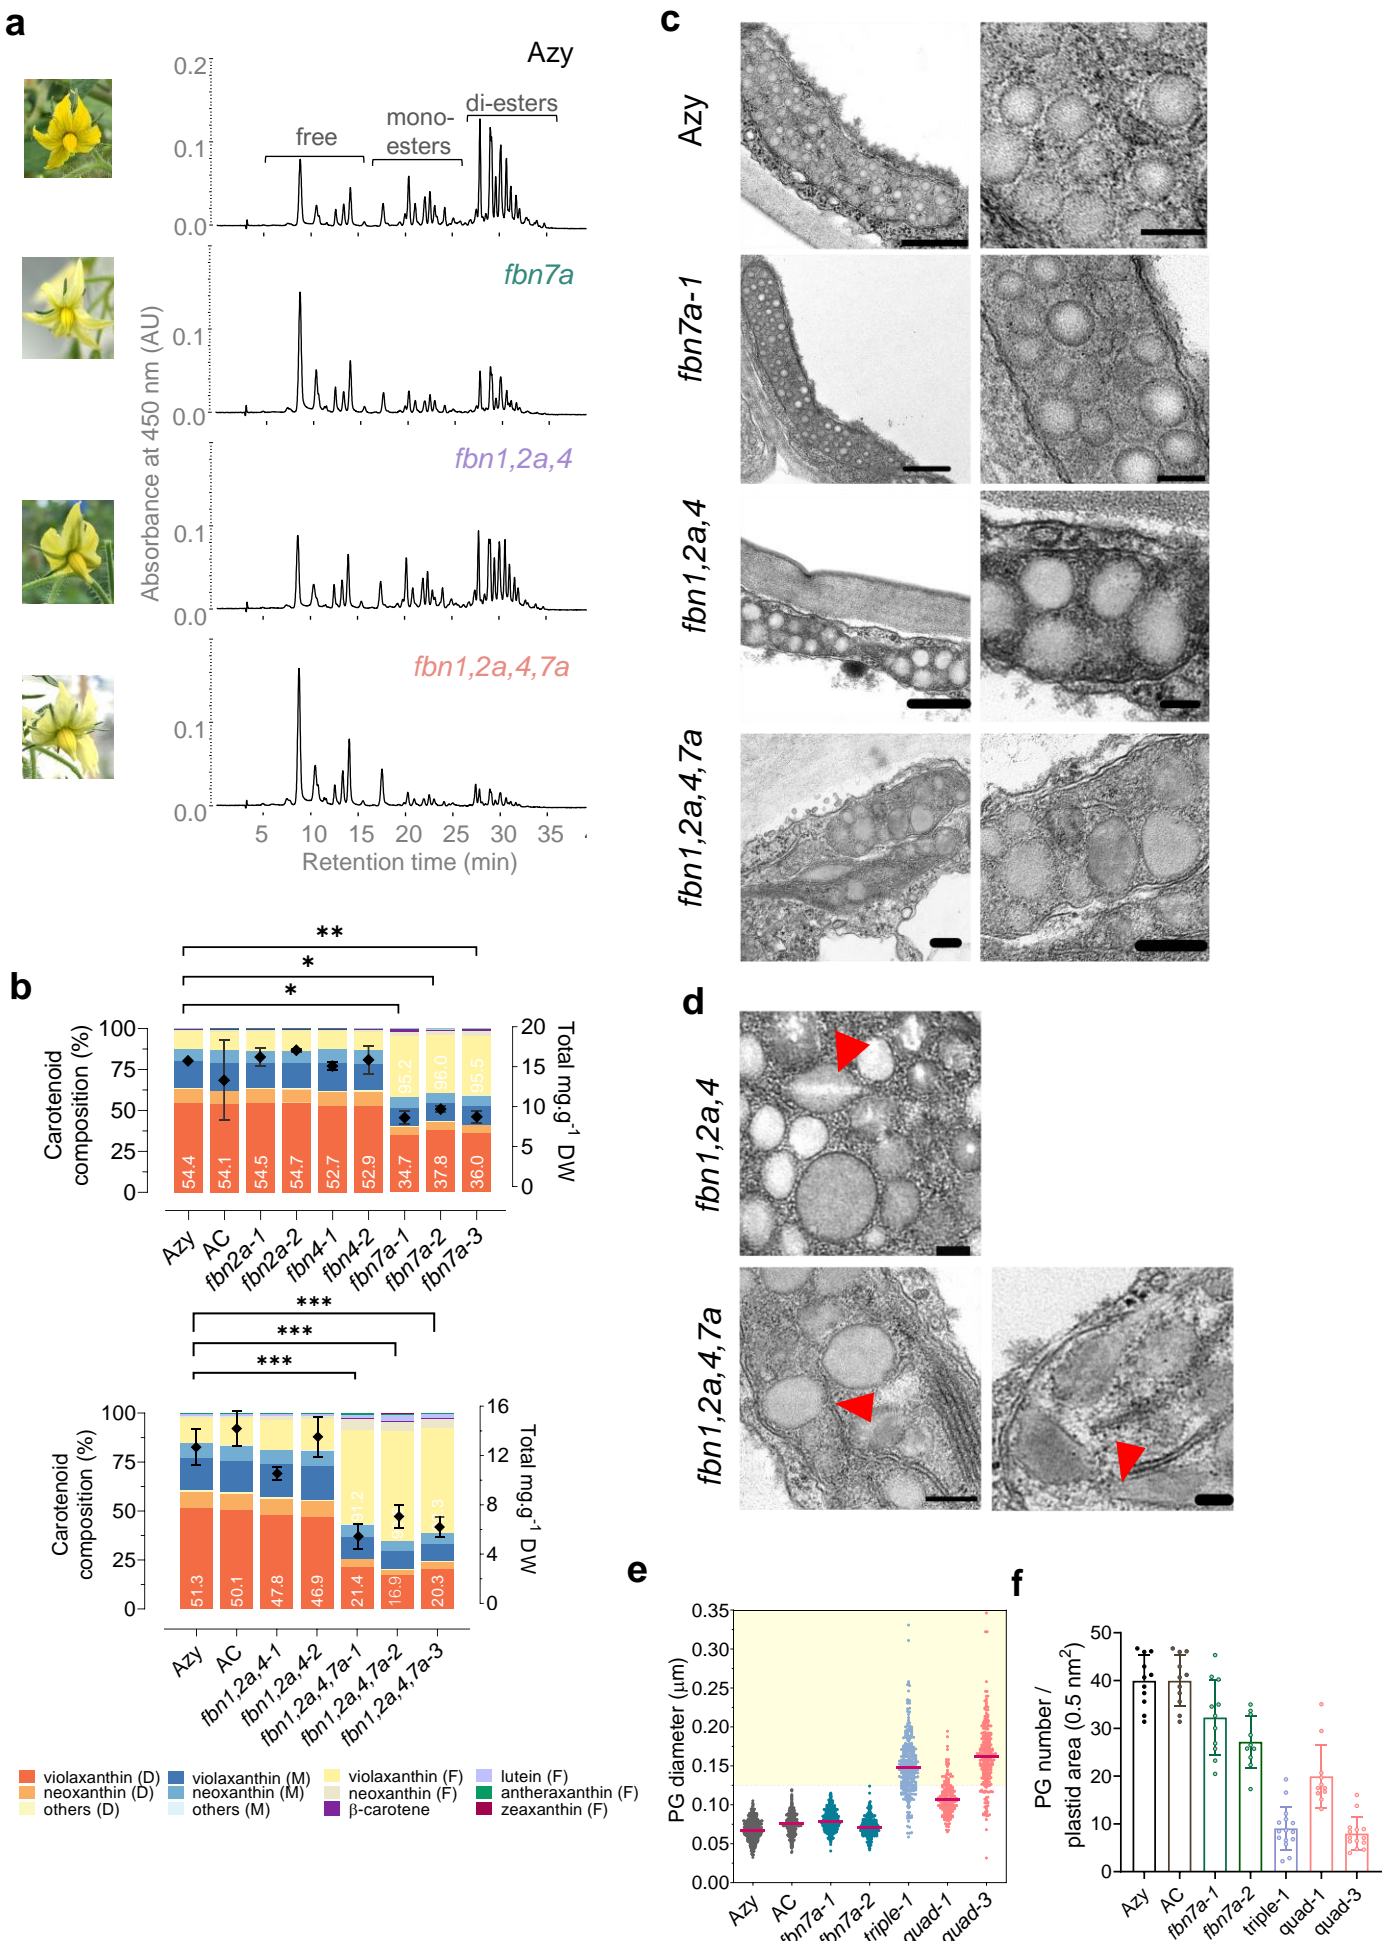 a
Azy
0.2
0.1
0.0
free
mono-
esters
di-esters
fbn7a
0.1
0.0
fbn1,2a,4
0.1
0.0
fbn1,2a,4,7a
0.1
0.0
Absorbance at 450 nm (AU)
5 10 15 20 25 30 35
Retention time (min)
b
**
*
*
Carotenoid
composition (%)
100
75
50
25
0
54.4 54.1 54.5 54.7 52.7 52.9 34.7 37.8 36.0
95.2 96.0 95.5
20
15
10
5
0
Total mg.g-1 DW
Azy AC fbn2a-1 fbn2a-2 fbn4-1 fbn4-2 fbn7a-1 fbn7a-2 fbn7a-3
***
***
***
Carotenoid
composition (%)
100
75
50
25
0
51.3 50.1 47.8 46.9 21.4 16.9 20.3
16
12
8
4
0
Total mg.g-1 DW
Azy AC fbn1,2a,4-1 fbn1,2a,4-2 fbn1,2a,4,7a-1 fbn1,2a,4,7a-2 fbn1,2a,4,7a-3
violaxanthin (D) violaxanthin (M) violaxanthin (F) lutein (F)
neoxanthin (D) neoxanthin (M) neoxanthin (F) antheraxanthin (F)
others (D) others (M) β-carotene zeaxanthin (F)
c
Azy
fbn7a-1
fbn1,2a,4
fbn1,2a,4,7a
d
fbn1,2a,4
fbn1,2a,4,7a
e
PG diameter (μm)
0.35
0.30
0.25
0.20
0.15
0.10
0.05
0.00
Azy AC fbn7a-1 fbn7a-2 triple-1 quad-1 quad-3
f
PG number /
plastid area (0.5 nm2)
50
40
30
20
10
0
Azy AC fbn7a-1 fbn7a-2 triple-1 quad-1 quad-3